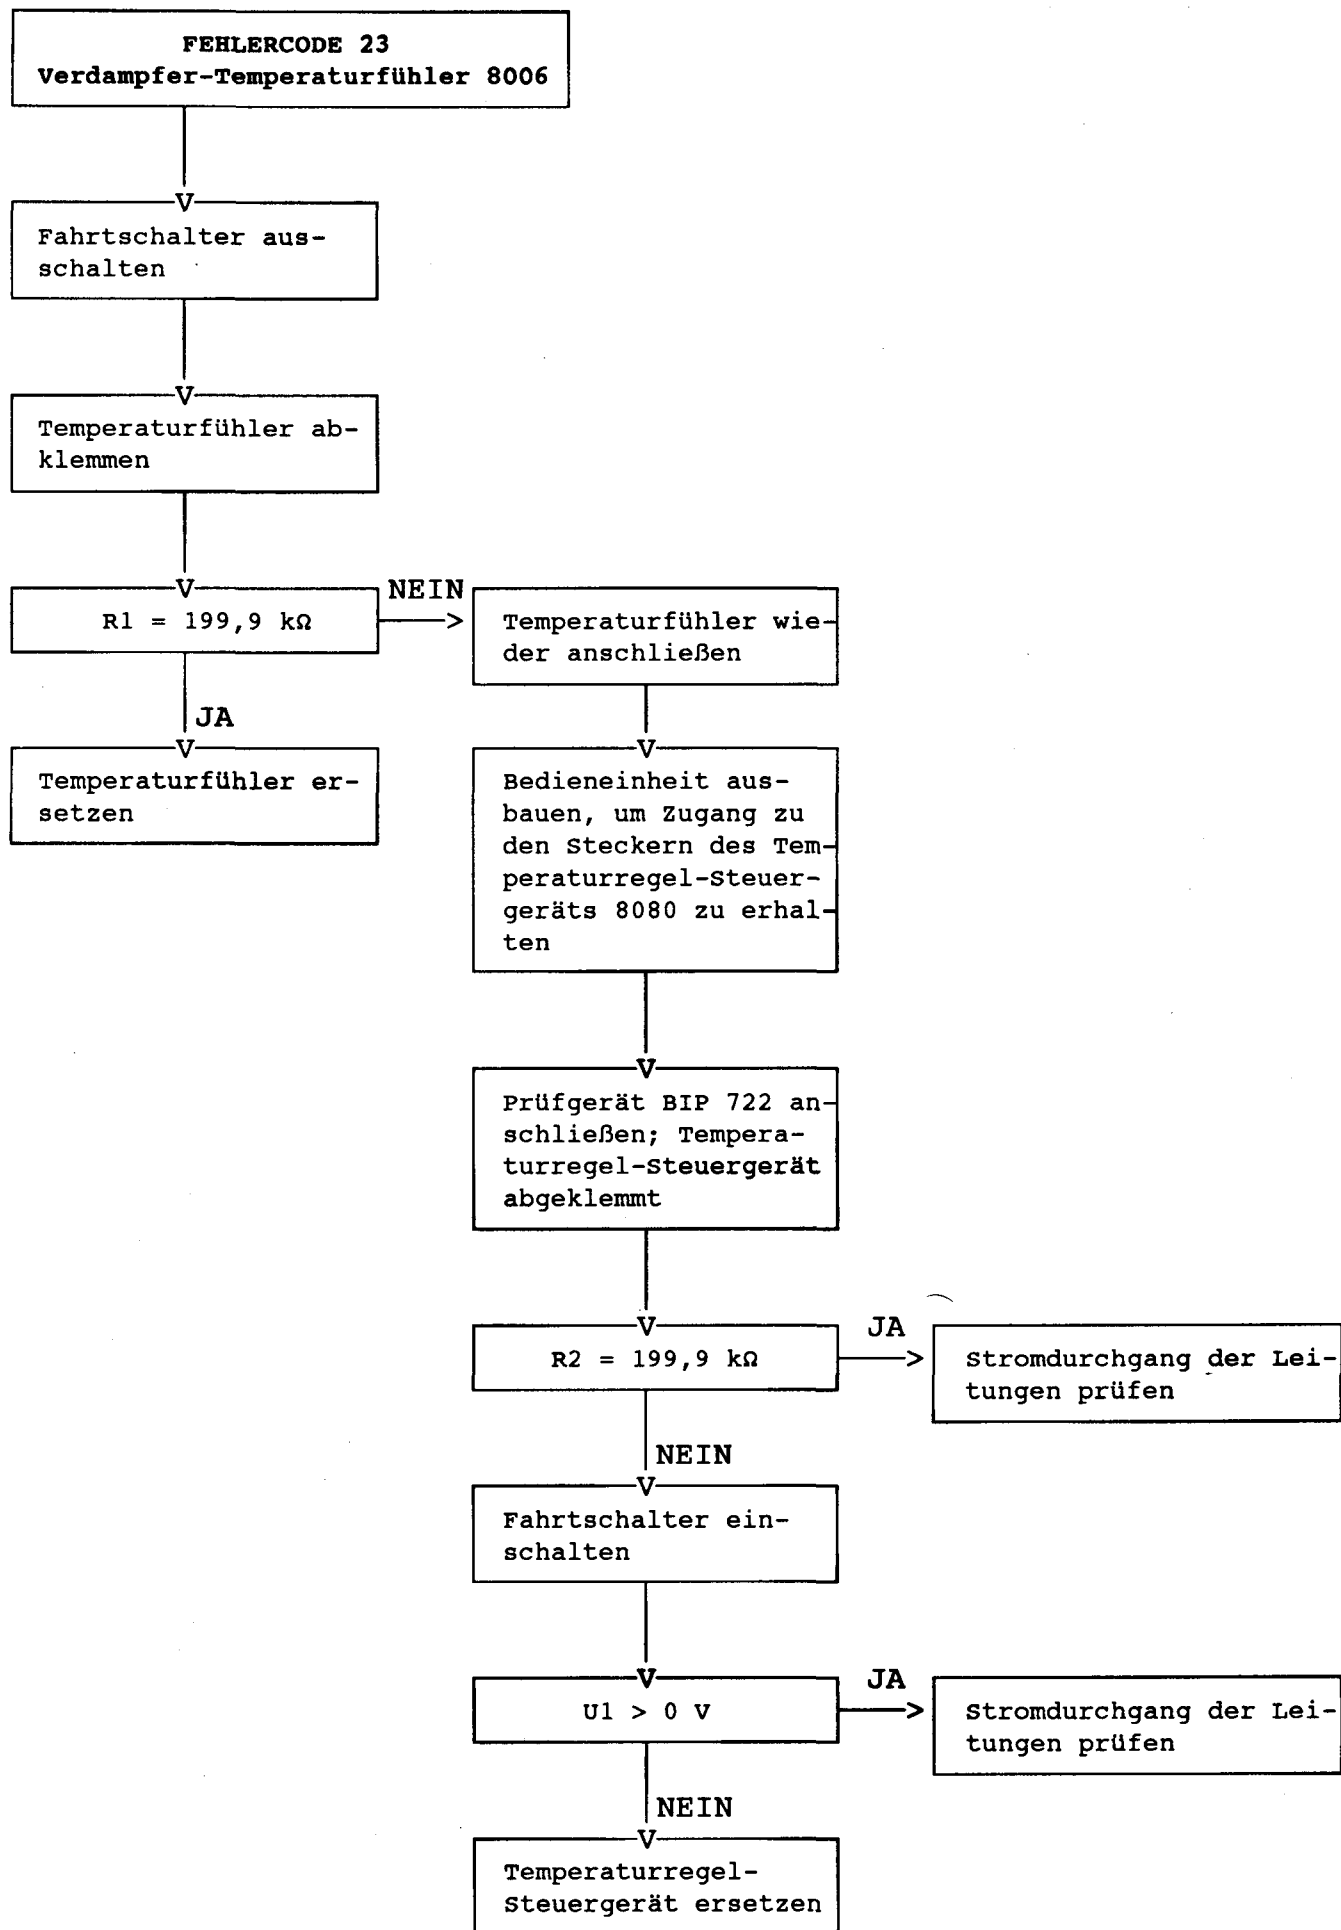 FEHLERCODE 23
Verdampfer-Temperaturfühler 8006
V
Fahrtschalter aus-
schalten
V
Temperaturfühler ab-
klemmen
V
R1 = 199,9 kΩ
NEIN
>
JA
V
Temperaturfühler er-
setzen
Temperaturfühler wie-
der anschließen
V
Bedieneinheit aus-
bauen, um Zugang zu
den Steckern des Tem-
peraturregel-Steuer-
geräts 8080 zu erhal-
ten
V
Prüfgerät BIP 722 an-
schließen; Tempera-
turregel-Steuergerät
abgeklemmt
V
R2 = 199,9 kΩ
JA
>
Stromdurchgang der Lei-
tungen prüfen
NEIN
V
Fahrtschalter ein-
schalten
V
U1 > 0 V
JA
>
Stromdurchgang der Lei-
tungen prüfen
NEIN
V
Temperaturregel-
Steuergerät ersetzen